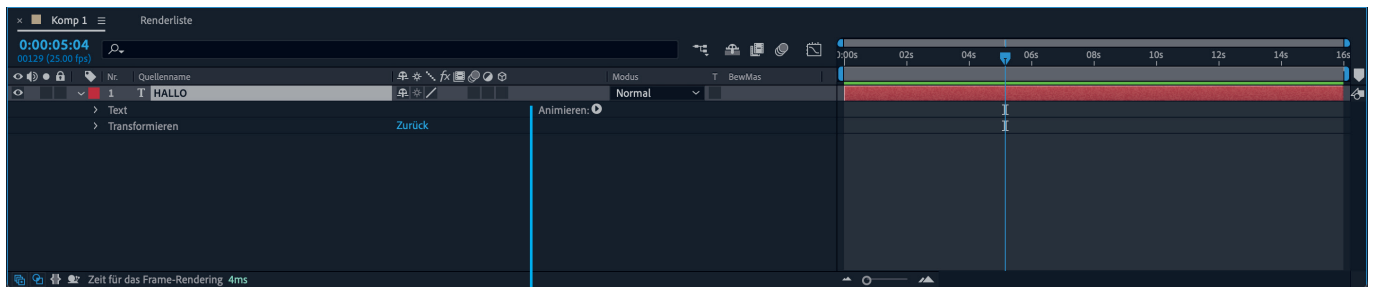 Komp 1 Renderliste
0:00:05:04
00129 (25.00 fps)
:00s 02s 04s 06s 08s 10s 12s 14s 16s
Nr. Quellenname fx Modus T BewMas
1 T HALLO Normal
Text Animieren:
Transformieren Zurück
Zeit für das Frame-Rendering 4ms